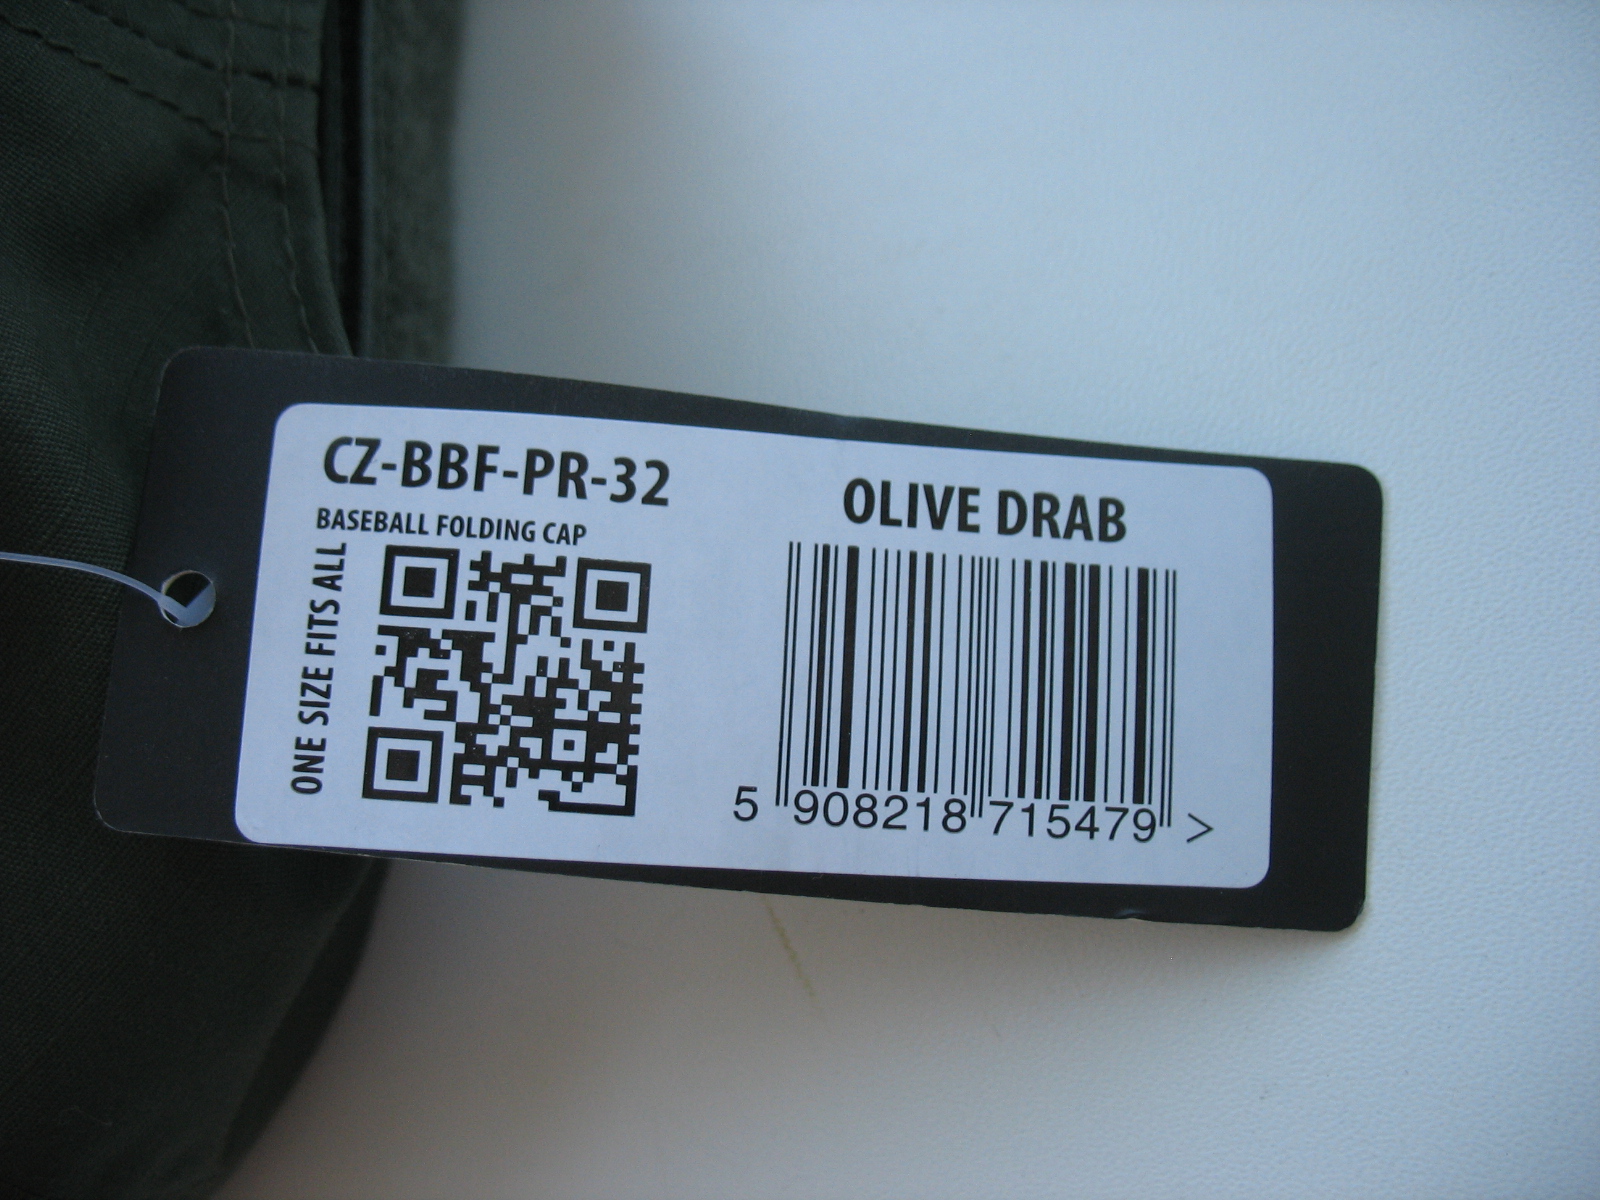 CZ-BBF-PR-32
BASEBALL FOLDING CAP
ONE SIZE FITS ALL
OLIVE DRAB
5 908218 715479 >